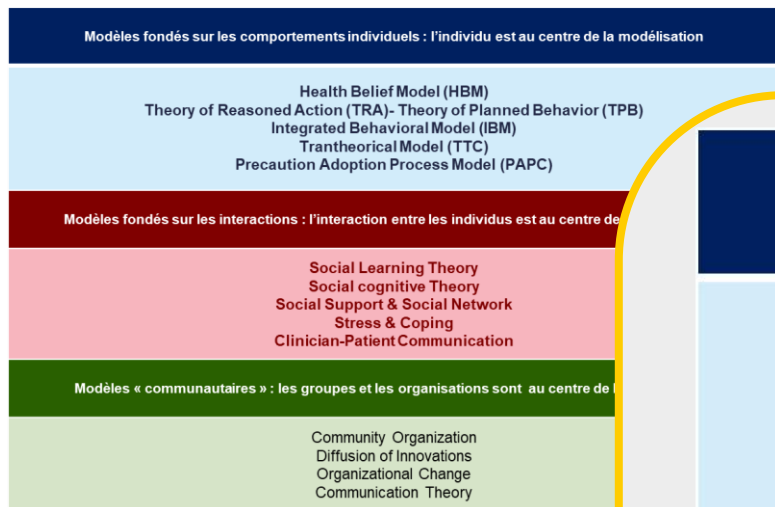 Modèles fondés sur les comportements individuels : l'individu est au centre de la modélisation
Health Belief Model (HBM)
Theory of Reasoned Action (TRA)- Theory of Planned Behavior (TPB)
Integrated Behavioral Model (IBM)
Trantheorical Model (TTC)
Precaution Adoption Process Model (PAPC)
Modèles fondés sur les interactions : l'interaction entre les individus est au centre de
Social Learning Theory
Social cognitive Theory
Social Support & Social Network
Stress & Coping
Clinician-Patient Communication
Modèles « communautaires » : les groupes et les organisations sont au centre de
Community Organization
Diffusion of Innovations
Organizational Change
Communication Theory